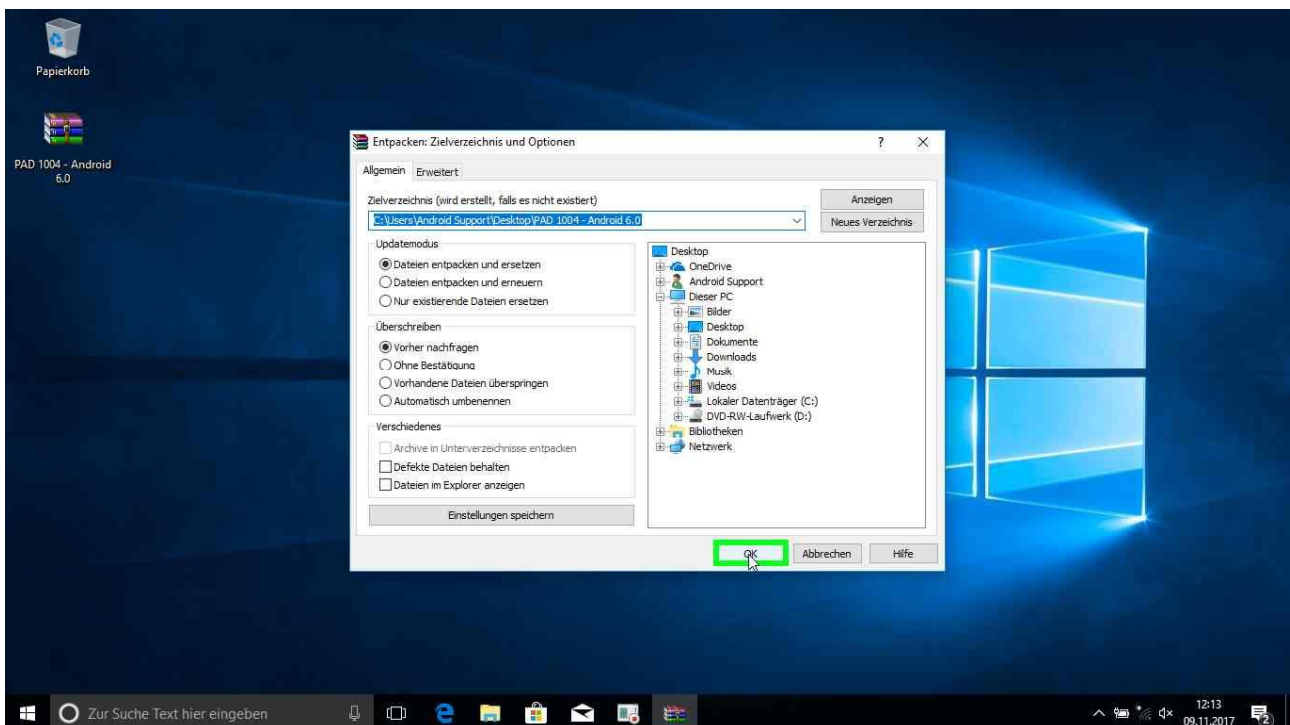 Papierkorb
PAD 1004 - Android
6.0
Entpacken: Zielverzeichnis und Optionen
?
Allgemein Erweitert
Zielverzeichnis (wird erstellt, falls es nicht existiert)
Anzeigen
C:\Users\Android Support\Desktop\PAD 1004 - Android 6.0
Neues Verzeichnis
Updatemodus
Dateien entpacken und ersetzen
Dateien entpacken und erneuern
Nur existierende Dateien ersetzen
Überschreiben
Vorher nachfragen
Ohne Bestätigung
Vorhandene Dateien überspringen
Automatisch umbenennen
Verschiedenes
Archive in Unterverzeichnisse entpacken
Defekte Dateien behalten
Dateien im Explorer anzeigen
Einstellungen speichern
Desktop
OneDrive
Android Support
Dieser PC
Bilder
Desktop
Dokumente
Downloads
Musik
Videos
Lokaler Datenträger (C:)
DVD-RW-Laufwerk (D:)
Bibliotheken
Netzwerk
OK Abbrechen Hilfe
Zur Suche Text hier eingeben
12:13
09.11.2017
2